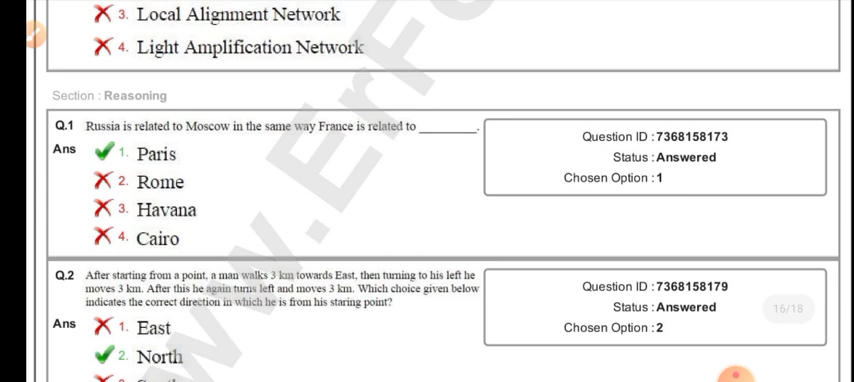 3. Local Alignment Network
4. Light Amplification Network
Section : Reasoning
Q.1 Russia is related to Moscow in the same way France is related to ________.
Ans 1. Paris
2. Rome
3. Havana
4. Cairo
Question ID : 7368158173
Status : Answered
Chosen Option : 1
Q.2 After starting from a point, a man walks 3 km towards East, then turning to his left he
moves 3 km. After this he again turns left and moves 3 km. Which choice given below
indicates the correct direction in which he is from his staring point?
Ans 1. East
2. North
Question ID : 7368158179
Status : Answered
Chosen Option : 2
16/18
www.ErFo